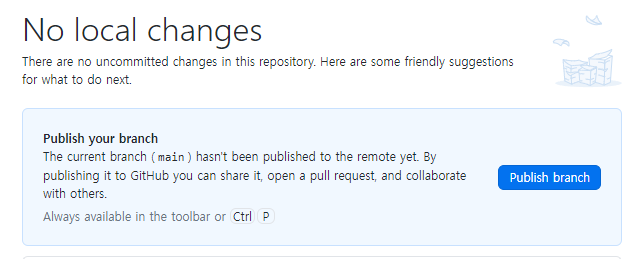 No local changes
There are no uncommitted changes in this repository. Here are some friendly suggestions
for what to do next.
Publish your branch
The current branch (main) hasn't been published to the remote yet. By
publishing it to GitHub you can share it, open a pull request, and collaborate
with others.
Publish branch
Always available in the toolbar or Ctrl P